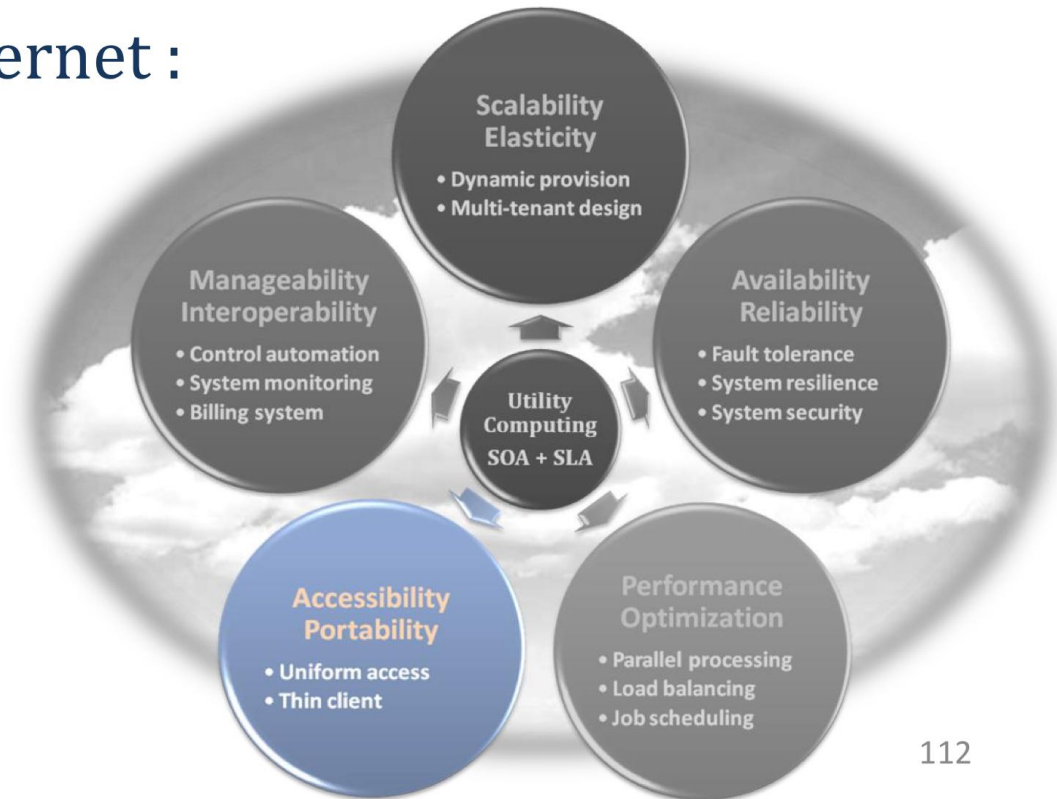 ernet :
Scalability
Elasticity
• Dynamic provision
• Multi-tenant design
Manageability
Interoperability
• Control automation
• System monitoring
• Billing system
Availability
Reliability
• Fault tolerance
• System resilience
• System security
Utility
Computing
SOA + SLA
Accessibility
Portability
• Uniform access
• Thin client
Performance
Optimization
• Parallel processing
• Load balancing
• Job scheduling
112